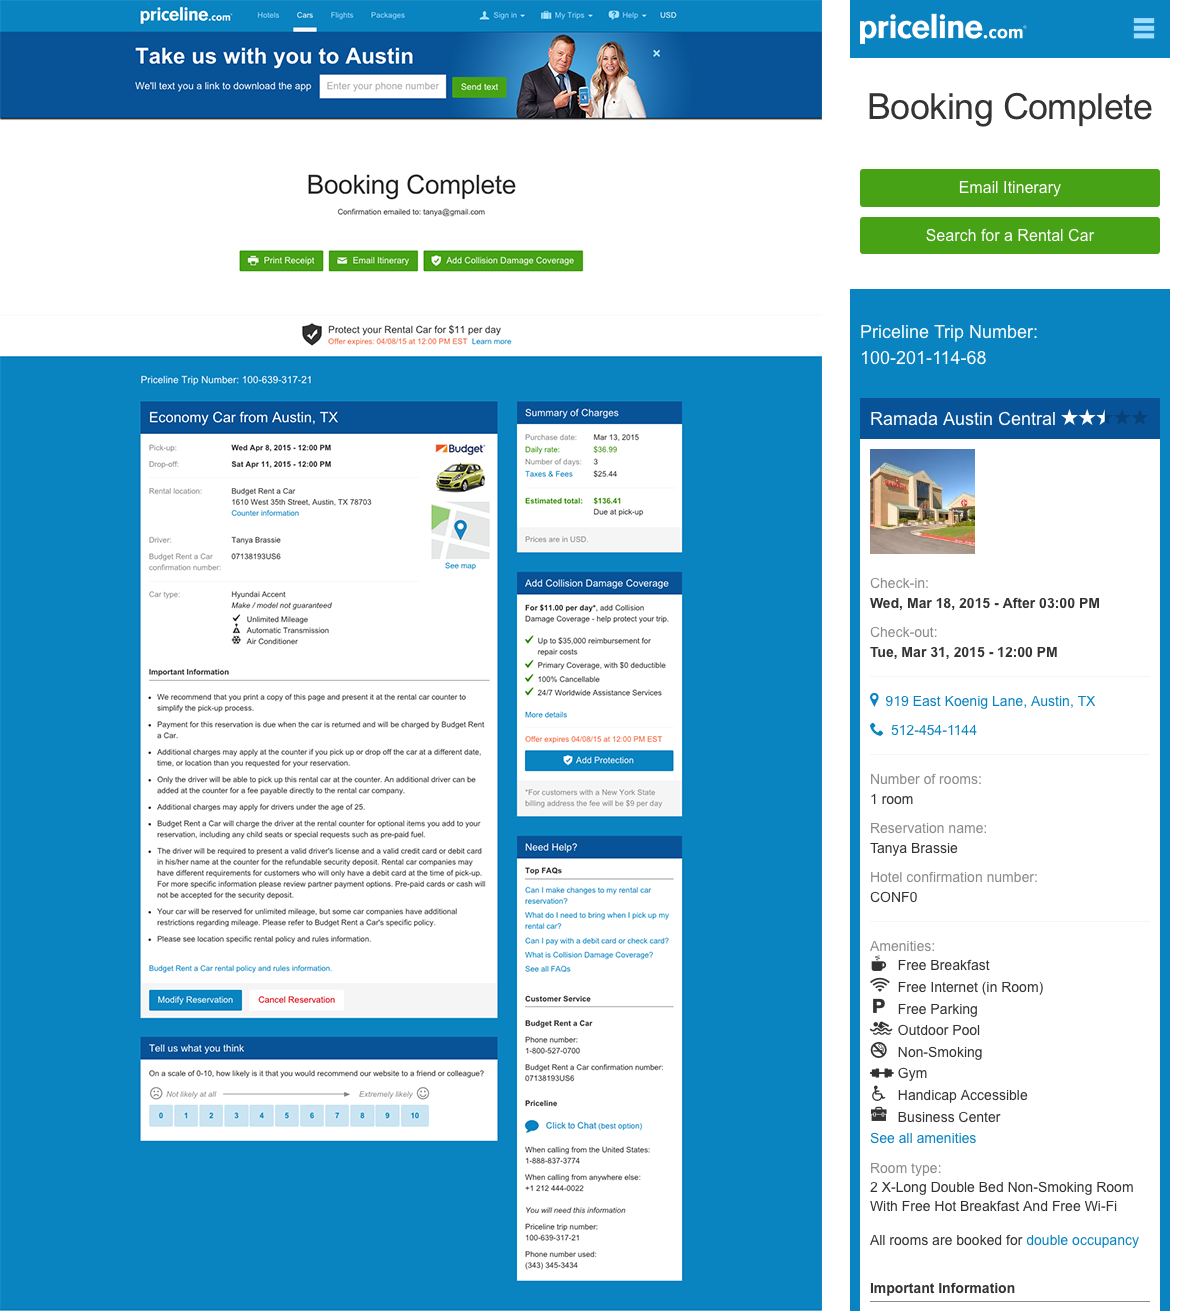 priceline.com
Hotels
Cars
Flights
Packages
Sign in
My Trips
Help
USD
Take us with you to Austin
We'll text you a link to download the app
Enter your phone number
Send text
Booking Complete
Confirmation emailed to: tanya@gmail.com
Print Receipt
Email Itinerary
Add Collision Damage Coverage
Protect your Rental Car for $11 per day
Offer expires: 04/08/15 at 12:00 PM EST Learn more
Priceline Trip Number: 100-639-317-21
Economy Car from Austin, TX
Pick-up: Wed Apr 8, 2015 - 12:00 PM
Drop-off: Sat Apr 11, 2015 - 12:00 PM
Budget
Rental location: Budget Rent a Car
1610 West 35th Street, Austin, TX 78703
Counter information
Driver: Tanya Brassie
Budget Rent a Car 07138193US6
confirmation number:
See map
Car type: Hyundai Accent
Make / model not guaranteed
Unlimited Mileage
Automatic Transmission
Air Conditioner
Important Information
• We recommend that you print a copy of this page and present it at the rental car counter to
simplify the pick-up process.
• Payment for this reservation is due when the car is returned and will be charged by Budget Rent
a Car.
• Additional charges may apply at the counter if you pick up or drop off the car at a different date,
time, or location than you requested for your reservation.
• Only the driver will be able to pick up this rental car at the counter. An additional driver can be
added at the counter for a fee payable directly to the rental car company.
• Additional charges may apply for drivers under the age of 25.
• Budget Rent a Car will charge the driver at the rental counter for optional items you add to your
reservation, including any child seats or special requests such as pre-paid fuel.
• The driver will be required to present a valid driver's license and a valid credit card or debit card
in his/her name at the counter for the refundable security deposit. Rental car companies may
have different requirements for customers who will only have a debit card at the time of pick-up.
For more specific information please review partner payment options. Pre-paid cards or cash will
not be accepted for the security deposit.
• Your car will be reserved for unlimited mileage, but some car companies have additional
restrictions regarding mileage. Please refer to Budget Rent a Car's specific policy.
• Please see location specific rental policy and rules information.
Budget Rent a Car rental policy and rules information.
Modify Reservation
Cancel Reservation
Tell us what you think
On a scale of 0-10, how likely is it that you would recommend our website to a friend or colleague?
Not likely at all
Extremely likely
0 1 2 3 4 5 6 7 8 9 10
Summary of Charges
Purchase date: Mar 13, 2015
Daily rate: $36.99
Number of days: 3
Taxes & Fees $25.44
Estimated total: $136.41
Due at pick-up
Prices are in USD.
Add Collision Damage Coverage
For $11.00 per day*, add Collision
Damage Coverage - help protect your trip.
Up to $35,000 reimbursement for
repair costs
Primary Coverage, with $0 deductible
100% Cancellable
24/7 Worldwide Assistance Services
More details
Offer expires 04/08/15 at 12:00 PM EST
Add Protection
*For customers with a New York State
billing address the fee will be $9 per day
Need Help?
Top FAQs
Can I make changes to my rental car
reservation?
What do I need to bring when I pick up my
rental car?
Can I pay with a debit card or check card?
What is Collision Damage Coverage?
See all FAQs
Customer Service
Budget Rent a Car
Phone number:
1-800-527-0700
Budget Rent a Car confirmation number:
07138193US6
Priceline
Click to Chat (best option)
When calling from the United States:
1-888-837-3774
When calling from anywhere else:
+1 212 444-0022
You will need this information
Priceline trip number:
100-639-317-21
Phone number used:
(343) 345-3434
priceline.com
Booking Complete
Email Itinerary
Search for a Rental Car
Priceline Trip Number:
100-201-114-68
Ramada Austin Central
Check-in:
Wed, Mar 18, 2015 - After 03:00 PM
Check-out:
Tue, Mar 31, 2015 - 12:00 PM
919 East Koenig Lane, Austin, TX
512-454-1144
Number of rooms:
1 room
Reservation name:
Tanya Brassie
Hotel confirmation number:
CONF0
Amenities:
Free Breakfast
Free Internet (in Room)
P Free Parking
Outdoor Pool
Non-Smoking
Gym
Handicap Accessible
Business Center
See all amenities
Room type:
2 X-Long Double Bed Non-Smoking Room
With Free Hot Breakfast And Free Wi-Fi
All rooms are booked for double occupancy
Important Information